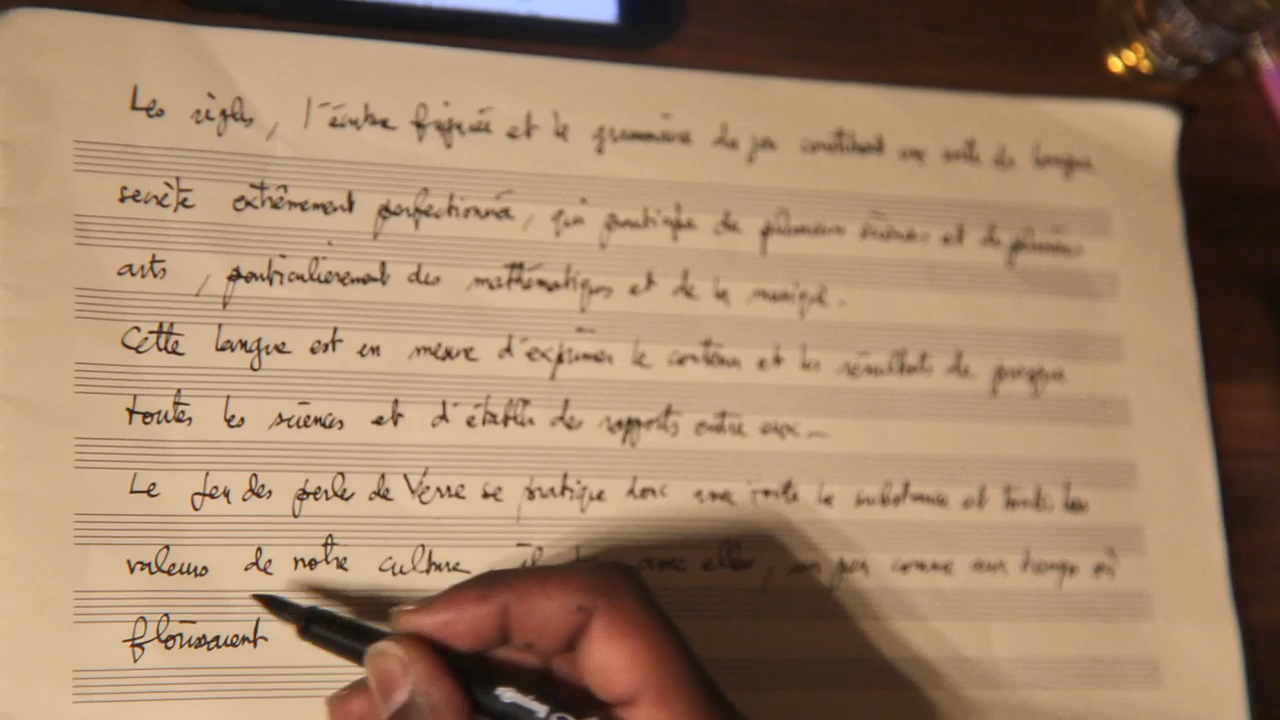 Les règles, l'écriture figurée et la grammaire du jeu constituent une sorte de langue
secrète extrêmement perfectionnée, qui pratique de plusieurs sciences et de plusieurs
arts, particulièrement des mathématiques et de la musique.
Cette langue est en mesure d'exprimer le contenu et les résultats de presque
toutes les sciences et d'établir des rapports entre eux...
Le Jeu des perle de Verre se pratique donc avec toute la substance et toutes les
valeurs de notre culture, avec elles, un peu comme aux temps où
florissaient